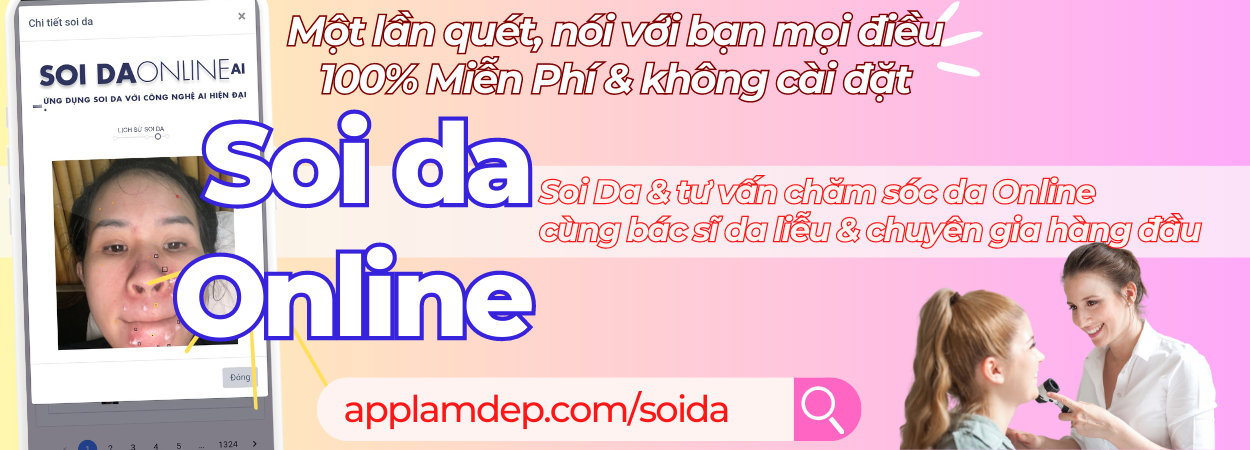 Chi tiết soi da ×
SOI DAONLINEAI
ỨNG DỤNG SOI DA VỚI CÔNG NGHỆ AI HIỆN ĐẠI
LỊCH SỬ SOI DA
Đóng
1 2 3 4 5 ... 1324 >
Một lần quét, nói với bạn mọi điều
100% Miễn Phí & không cài đặt
Soi da
Online
Soi Da & tư vấn chăm sóc da Online
cùng bác sĩ da liễu & chuyên gia hàng đầu
applamdep.com/soida